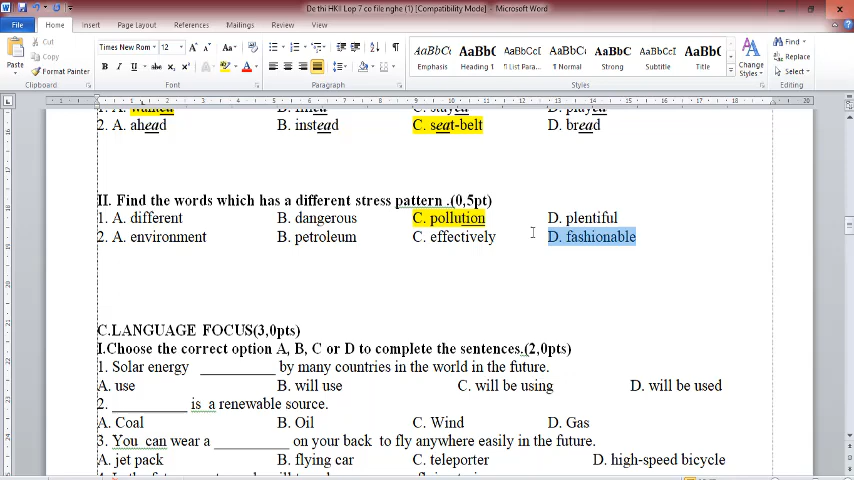 De thi HKII Lop 7 co file nghe [Compatibility Mode] - Microsoft Word
File Home Insert Page Layout References Mailings Review View
Cut
Copy
Format Painter
Paste
Clipboard
Times New Rom 12
Font
Paragraph
AaBbCcI AaBbC AaBbCcDc AaBbCcI AaBbCcI AaBbCcI AaBb(
Emphasis Heading 1 ¶ List Para... ¶ Normal Strong Subtitle Title
Change Styles
Styles
Find
Replace
Select
Editing
2. A. ahead B. instead C. seat-belt D. bread
II. Find the words which has a different stress pattern .(0,5pt)
1. A. different B. dangerous C. pollution D. plentiful
2. A. environment B. petroleum C. effectively D. fashionable
C.LANGUAGE FOCUS(3,0pts)
I.Choose the correct option A, B, C or D to complete the sentences.(2,0pts)
1. Solar energy __________ by many countries in the world in the future.
A. use B. will use C. will be using D. will be used
2. __________ is a renewable source.
A. Coal B. Oil C. Wind D. Gas
3. You can wear a __________ on your back to fly anywhere easily in the future.
A. jet pack B. flying car C. teleporter D. high-speed bicycle